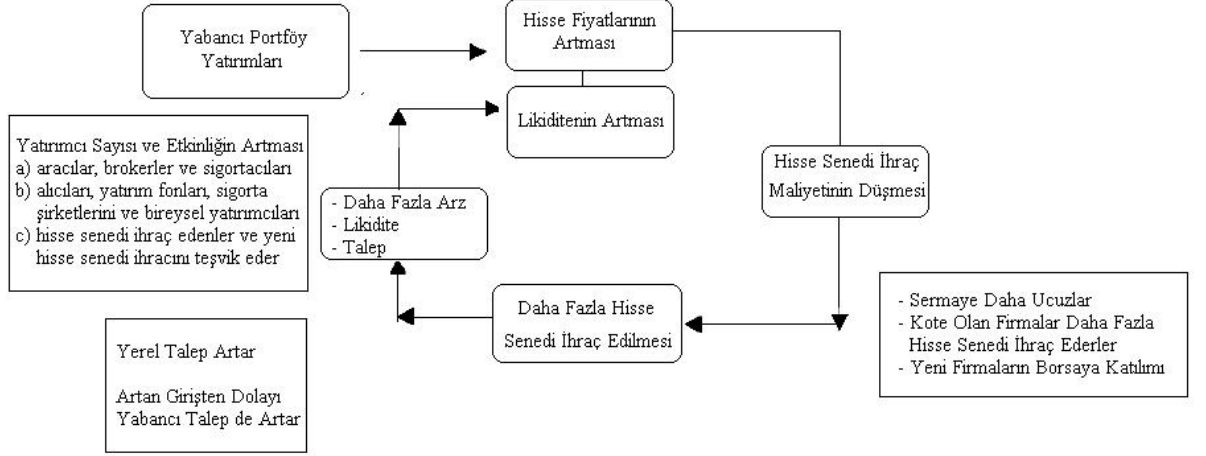 Yabancı Portföy
Yatırımları
Hisse Fiyatlarının
Artması
Likiditenin Artması
Yatırımcı Sayısı ve Etkinliğin Artması
a) aracılar, brokerler ve sigortacıları
b) alıcıları, yatırım fonları, sigorta
şirketlerini ve bireysel yatırımcıları
c) hisse senedi ihraç edenler ve yeni
hisse senedi ihracını teşvik eder
- Daha Fazla Arz
- Likidite
- Talep
Hisse Senedi İhraç
Maliyetinin Düşmesi
Daha Fazla Hisse
Senedi İhraç Edilmesi
- Sermaye Daha Ucuzlar
- Kote Olan Firmalar Daha Fazla
Hisse Senedi İhraç Ederler
- Yeni Firmaların Borsaya Katılımı
Yerel Talep Artar
Artan Girişten Dolayı
Yabancı Talep de Artar